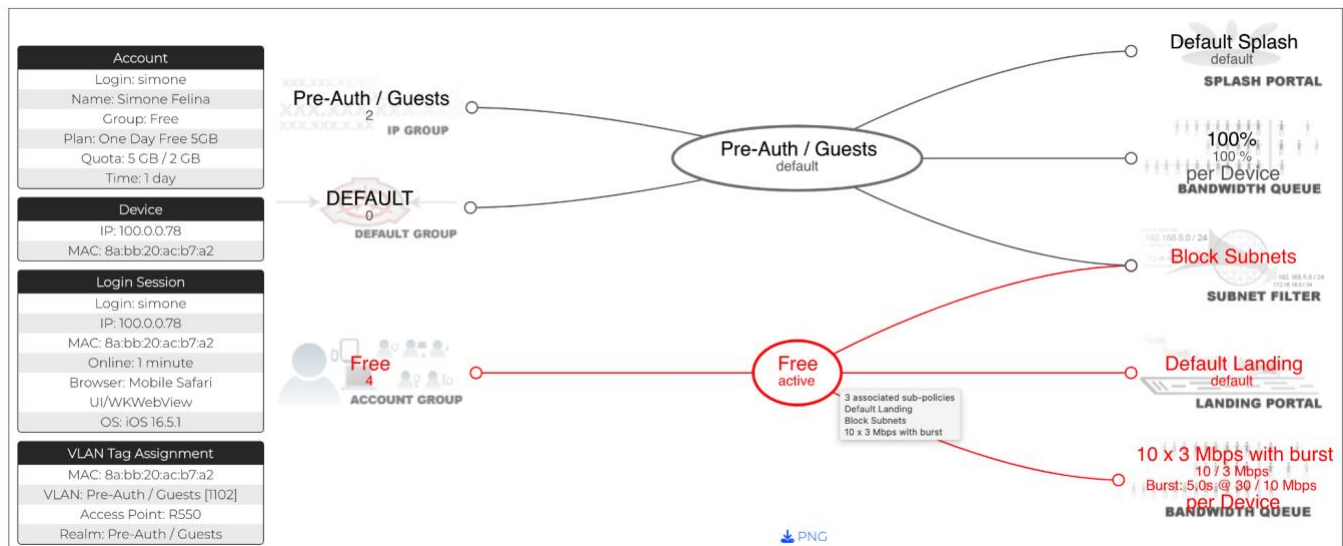 Account
Login: simone
Name: Simone Felina
Group: Free
Plan: One Day Free 5GB
Quota: 5 GB / 2 GB
Time: 1 day
Device
IP: 100.0.0.78
MAC: 8a:bb:20:ac:b7:a2
Login Session
Login: simone
IP: 100.0.0.78
MAC: 8a:bb:20:ac:b7:a2
Online: 1 minute
Browser: Mobile Safari
UI/WKWebView
OS: iOS 16.5.1
VLAN Tag Assignment
MAC: 8a:bb:20:ac:b7:a2
VLAN: Pre-Auth / Guests [1102]
Access Point: R550
Realm: Pre-Auth / Guests
Pre-Auth / Guests
2
IP GROUP
DEFAULT
0
DEFAULT GROUP
Free
4
ACCOUNT GROUP
Pre-Auth / Guests
default
Free
active
3 associated sub-policies
Default Landing
Block Subnets
10 x 3 Mbps with burst
Default Splash
default
SPLASH PORTAL
100%
100 %
per Device
BANDWIDTH QUEUE
192.168.5.0 / 24
Block Subnets
SUBNET FILTER
Default Landing
default
LANDING PORTAL
10 x 3 Mbps with burst
10 / 3 Mbps
Burst: 5.0s @ 30 / 10 Mbps
per Device
BANDWIDTH QUEUE
PNG